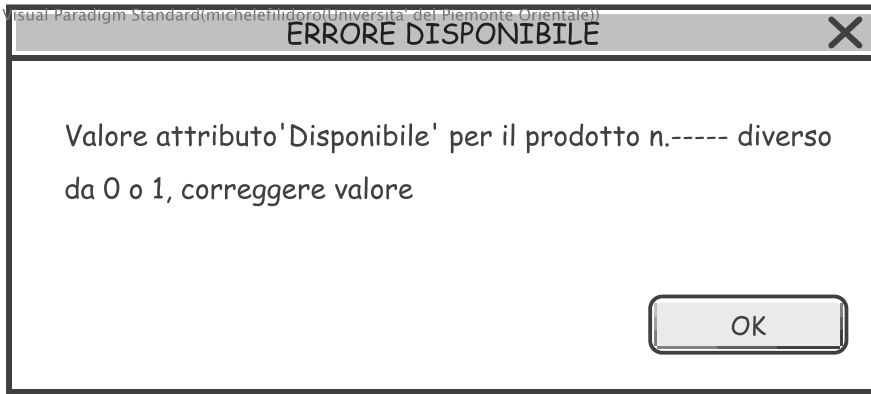 Visual Paradigm Standard(michelefilidoro(Universita' del Piemonte Orientale))
ERRORE DISPONIBILE
Valore attributo'Disponibile' per il prodotto n.----- diverso
da 0 o 1, correggere valore
OK